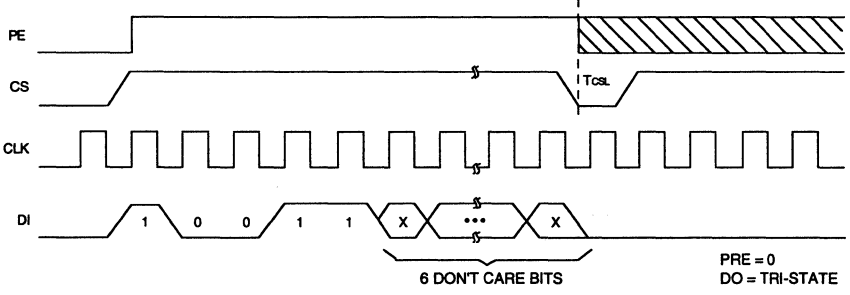 PE
CS
TCSL
CLK
DI 1 0 0 1 1 X ••• X
6 DON'T CARE BITS
PRE = 0
DO = TRI-STATE